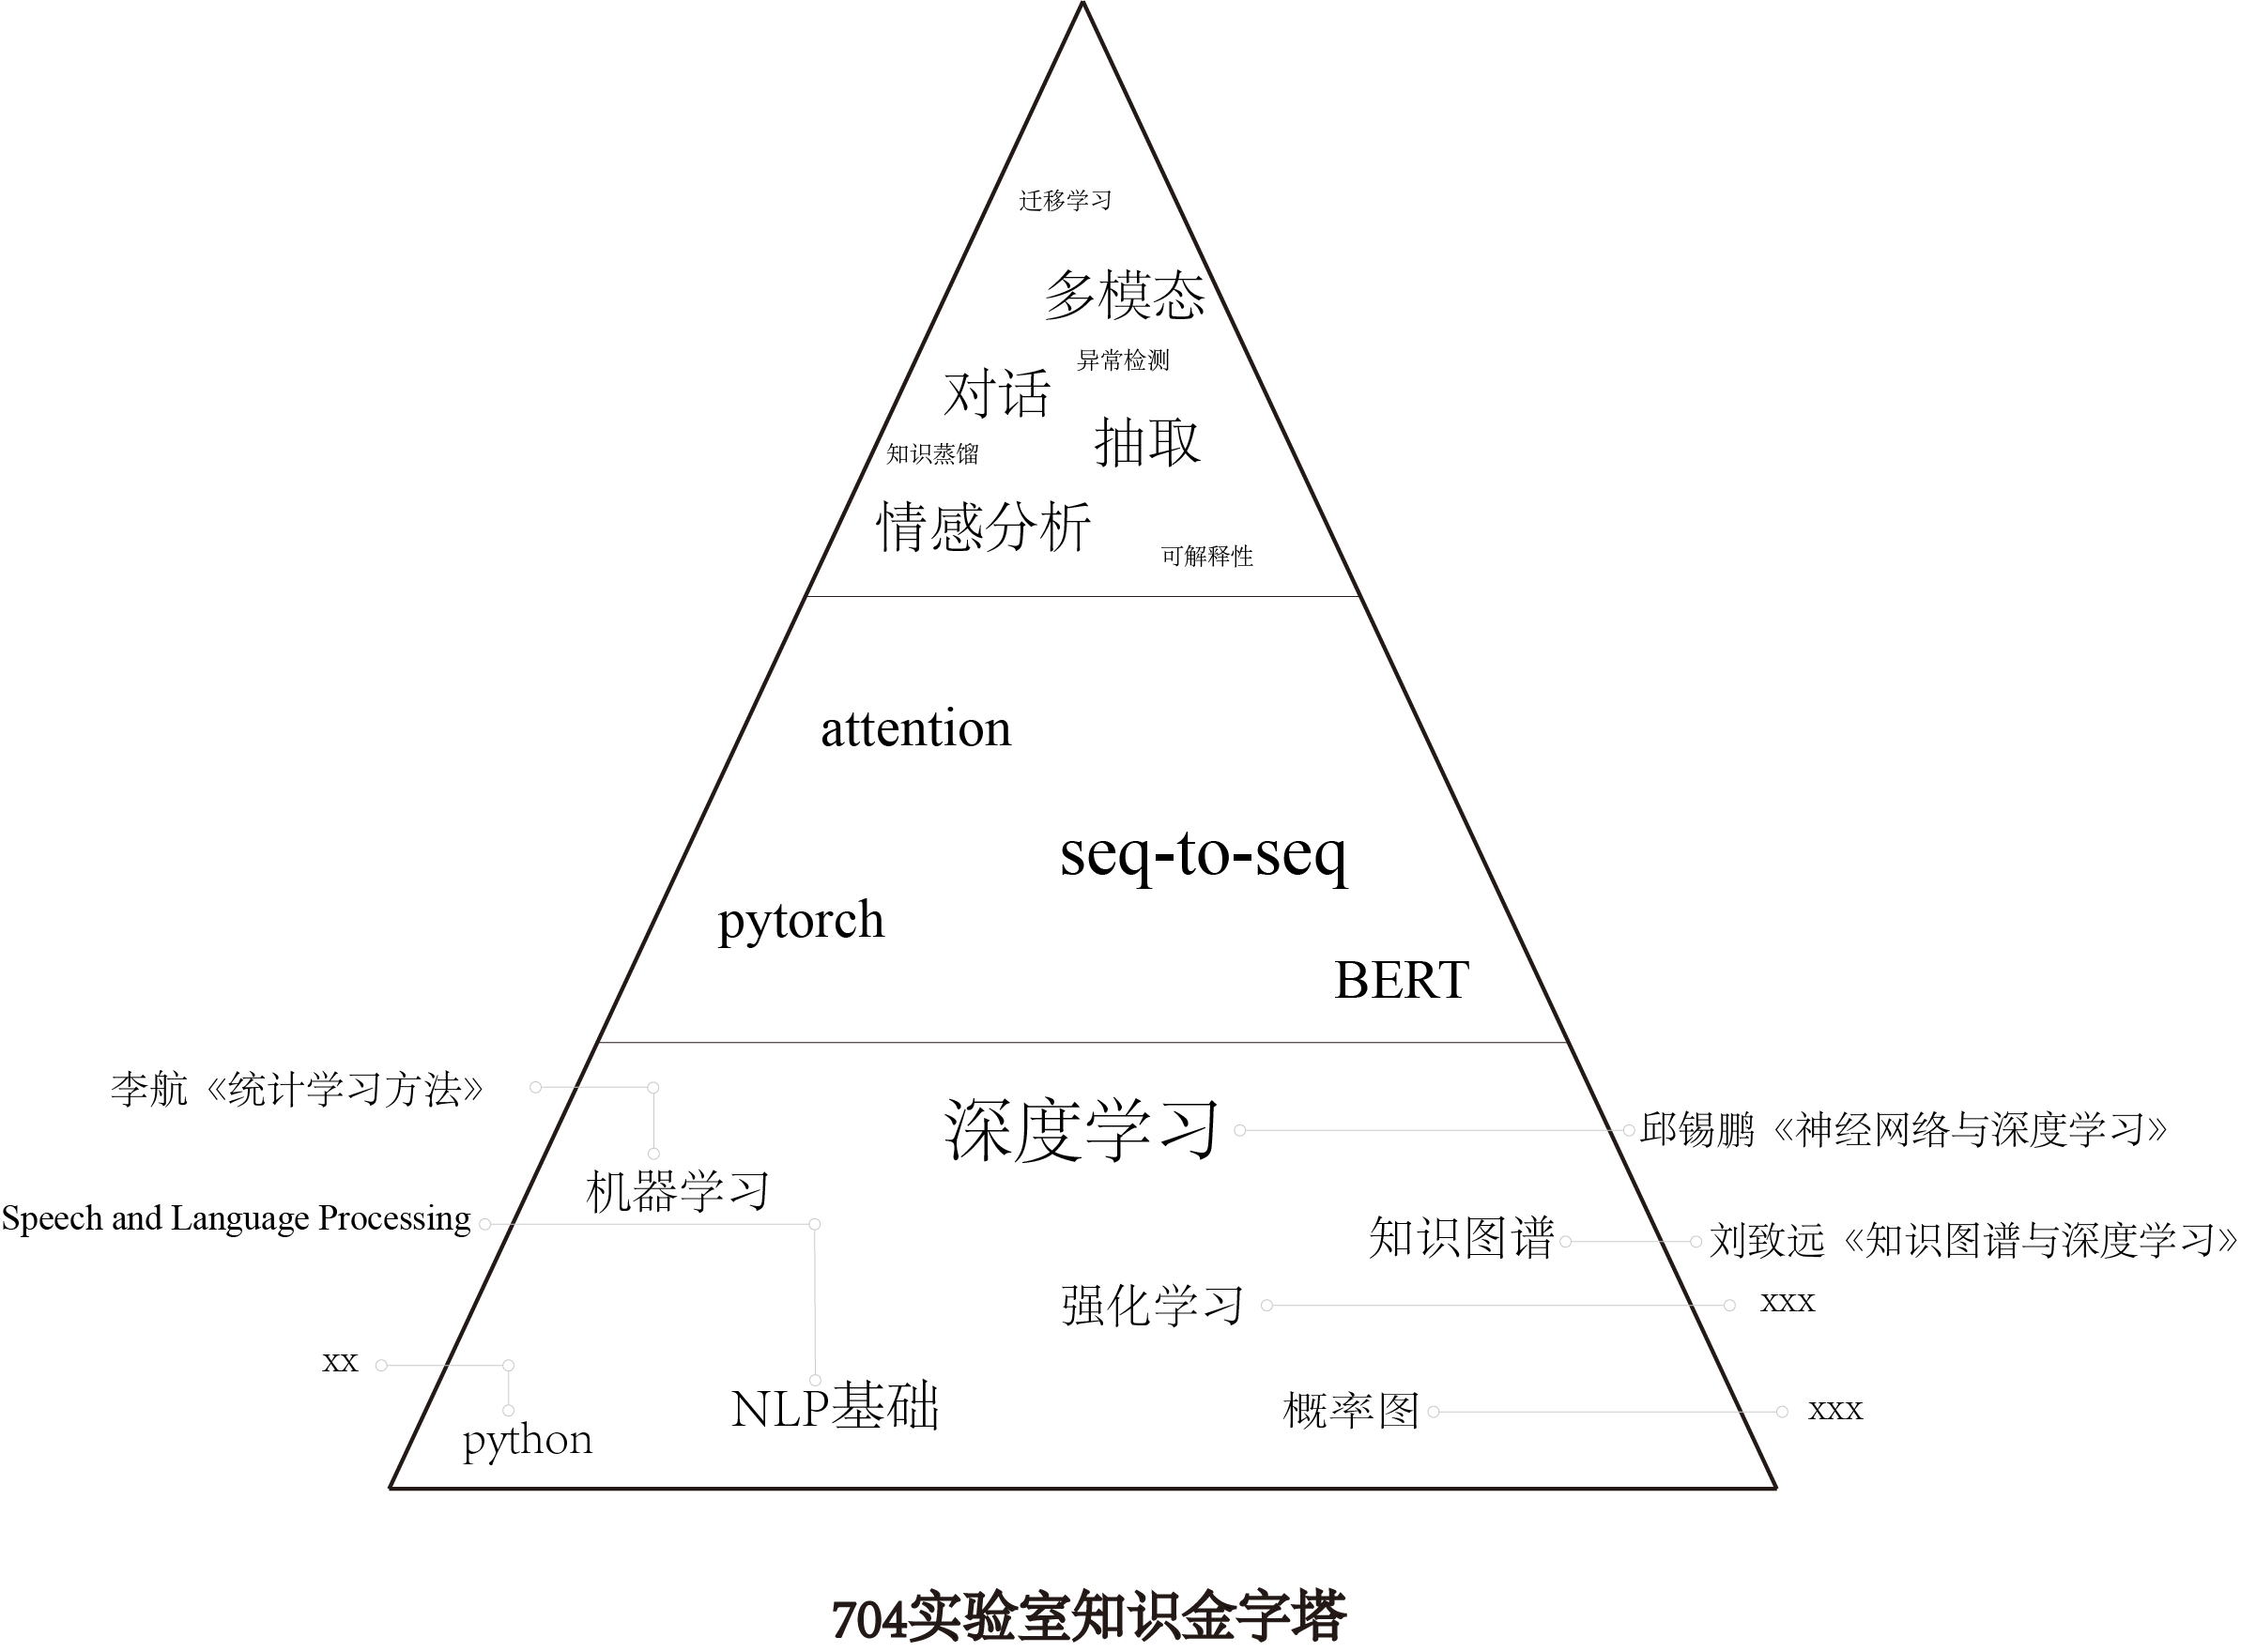 迁移学习
多模态
异常检测
对话
抽取
知识蒸馏
情感分析
可解释性
attention
seq-to-seq
pytorch
BERT
李航《统计学习方法》
深度学习
邱锡鹏《神经网络与深度学习》
机器学习
Speech and Language Processing
知识图谱
刘致远《知识图谱与深度学习》
强化学习
xxx
xx
NLP基础
概率图
xxx
python
704实验室知识金字塔